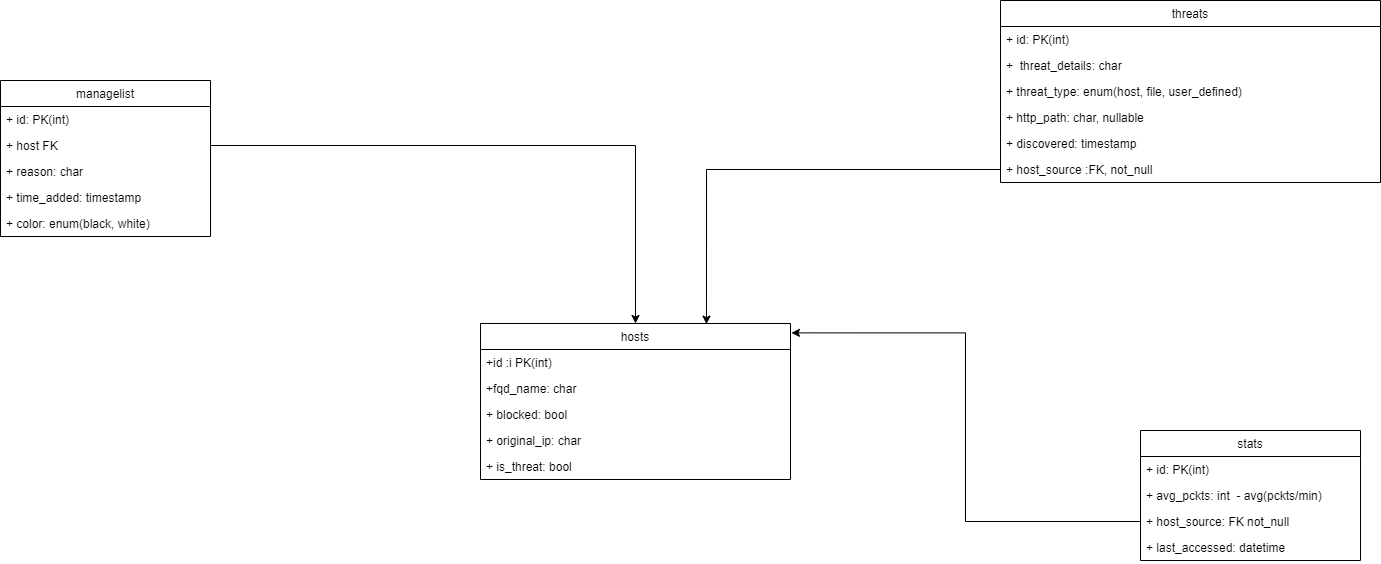 threats
+ id: PK(int)
+ threat_details: char
+ threat_type: enum(host, file, user_defined)
+ http_path: char, nullable
+ discovered: timestamp
+ host_source :FK, not_null
managelist
+ id: PK(int)
+ host FK
+ reason: char
+ time_added: timestamp
+ color: enum(black, white)
hosts
+id :i PK(int)
+fqd_name: char
+ blocked: bool
+ original_ip: char
+ is_threat: bool
stats
+ id: PK(int)
+ avg_pckts: int - avg(pckts/min)
+ host_source: FK not_null
+ last_accessed: datetime